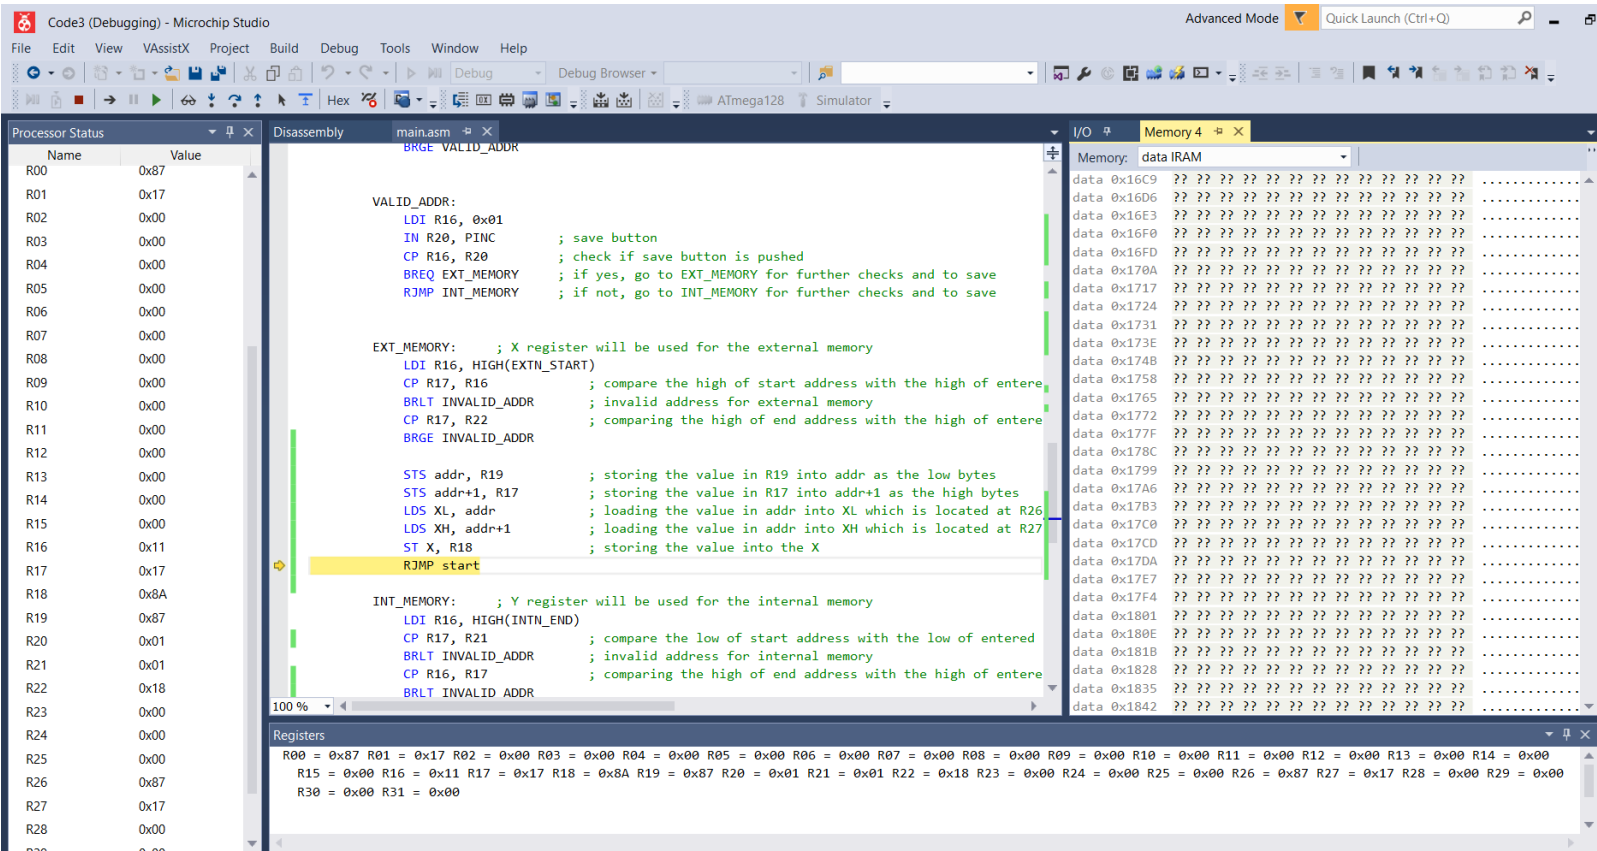 Code3 (Debugging) - Microchip Studio
Advanced Mode
Quick Launch (Ctrl+Q)
File Edit View VAssistX Project Build Debug Tools Window Help
Debug Debug Browser
Hex ATmega128 Simulator
Processor Status
Name Value
R00 0x87
R01 0x17
R02 0x00
R03 0x00
R04 0x00
R05 0x00
R06 0x00
R07 0x00
R08 0x00
R09 0x00
R10 0x00
R11 0x00
R12 0x00
R13 0x00
R14 0x00
R15 0x00
R16 0x11
R17 0x17
R18 0x8A
R19 0x87
R20 0x01
R21 0x01
R22 0x18
R23 0x00
R24 0x00
R25 0x00
R26 0x87
R27 0x17
R28 0x00
Disassembly main.asm
BRGE VALID_ADDR
VALID_ADDR:
LDI R16, 0x01
IN R20, PINC ; save button
CP R16, R20 ; check if save button is pushed
BREQ EXT_MEMORY ; if yes, go to EXT_MEMORY for further checks and to save
RJMP INT_MEMORY ; if not, go to INT_MEMORY for further checks and to save
EXT_MEMORY: ; X register will be used for the external memory
LDI R16, HIGH(EXTN_START)
CP R17, R16 ; compare the high of start address with the high of entere
BRLT INVALID_ADDR ; invalid address for external memory
CP R17, R22 ; comparing the high of end address with the high of entere
BRGE INVALID_ADDR
STS addr, R19 ; storing the value in R19 into addr as the low bytes
STS addr+1, R17 ; storing the value in R17 into addr+1 as the high bytes
LDS XL, addr ; loading the value in addr into XL which is located at R26
LDS XH, addr+1 ; loading the value in addr into XH which is located at R27
ST X, R18 ; storing the value into the X
RJMP start
INT_MEMORY: ; Y register will be used for the internal memory
LDI R16, HIGH(INTN_END)
CP R17, R21 ; compare the low of start address with the low of entered
BRLT INVALID_ADDR ; invalid address for internal memory
CP R16, R17 ; comparing the high of end address with the high of entere
BRLT INVALID_ADDR
100 %
I/O Memory 4
Memory: data IRAM
data 0x16C9 ?? ?? ?? ?? ?? ?? ?? ?? ?? ?? ?? ?? ?? .............
data 0x16D6 ?? ?? ?? ?? ?? ?? ?? ?? ?? ?? ?? ?? ?? .............
data 0x16E3 ?? ?? ?? ?? ?? ?? ?? ?? ?? ?? ?? ?? ?? .............
data 0x16F0 ?? ?? ?? ?? ?? ?? ?? ?? ?? ?? ?? ?? ?? .............
data 0x16FD ?? ?? ?? ?? ?? ?? ?? ?? ?? ?? ?? ?? ?? .............
data 0x170A ?? ?? ?? ?? ?? ?? ?? ?? ?? ?? ?? ?? ?? .............
data 0x1717 ?? ?? ?? ?? ?? ?? ?? ?? ?? ?? ?? ?? ?? .............
data 0x1724 ?? ?? ?? ?? ?? ?? ?? ?? ?? ?? ?? ?? ?? .............
data 0x1731 ?? ?? ?? ?? ?? ?? ?? ?? ?? ?? ?? ?? ?? .............
data 0x173E ?? ?? ?? ?? ?? ?? ?? ?? ?? ?? ?? ?? ?? .............
data 0x174B ?? ?? ?? ?? ?? ?? ?? ?? ?? ?? ?? ?? ?? .............
data 0x1758 ?? ?? ?? ?? ?? ?? ?? ?? ?? ?? ?? ?? ?? .............
data 0x1765 ?? ?? ?? ?? ?? ?? ?? ?? ?? ?? ?? ?? ?? .............
data 0x1772 ?? ?? ?? ?? ?? ?? ?? ?? ?? ?? ?? ?? ?? .............
data 0x177F ?? ?? ?? ?? ?? ?? ?? ?? ?? ?? ?? ?? ?? .............
data 0x178C ?? ?? ?? ?? ?? ?? ?? ?? ?? ?? ?? ?? ?? .............
data 0x1799 ?? ?? ?? ?? ?? ?? ?? ?? ?? ?? ?? ?? ?? .............
data 0x17A6 ?? ?? ?? ?? ?? ?? ?? ?? ?? ?? ?? ?? ?? .............
data 0x17B3 ?? ?? ?? ?? ?? ?? ?? ?? ?? ?? ?? ?? ?? .............
data 0x17C0 ?? ?? ?? ?? ?? ?? ?? ?? ?? ?? ?? ?? ?? .............
data 0x17CD ?? ?? ?? ?? ?? ?? ?? ?? ?? ?? ?? ?? ?? .............
data 0x17DA ?? ?? ?? ?? ?? ?? ?? ?? ?? ?? ?? ?? ?? .............
data 0x17E7 ?? ?? ?? ?? ?? ?? ?? ?? ?? ?? ?? ?? ?? .............
data 0x17F4 ?? ?? ?? ?? ?? ?? ?? ?? ?? ?? ?? ?? ?? .............
data 0x1801 ?? ?? ?? ?? ?? ?? ?? ?? ?? ?? ?? ?? ?? .............
data 0x180E ?? ?? ?? ?? ?? ?? ?? ?? ?? ?? ?? ?? ?? .............
data 0x181B ?? ?? ?? ?? ?? ?? ?? ?? ?? ?? ?? ?? ?? .............
data 0x1828 ?? ?? ?? ?? ?? ?? ?? ?? ?? ?? ?? ?? ?? .............
data 0x1835 ?? ?? ?? ?? ?? ?? ?? ?? ?? ?? ?? ?? ?? .............
data 0x1842 ?? ?? ?? ?? ?? ?? ?? ?? ?? ?? ?? ?? ?? .............
Registers
R00 = 0x87 R01 = 0x17 R02 = 0x00 R03 = 0x00 R04 = 0x00 R05 = 0x00 R06 = 0x00 R07 = 0x00 R08 = 0x00 R09 = 0x00 R10 = 0x00 R11 = 0x00 R12 = 0x00 R13 = 0x00 R14 = 0x00
R15 = 0x00 R16 = 0x11 R17 = 0x17 R18 = 0x8A R19 = 0x87 R20 = 0x01 R21 = 0x01 R22 = 0x18 R23 = 0x00 R24 = 0x00 R25 = 0x00 R26 = 0x87 R27 = 0x17 R28 = 0x00 R29 = 0x00
R30 = 0x00 R31 = 0x00